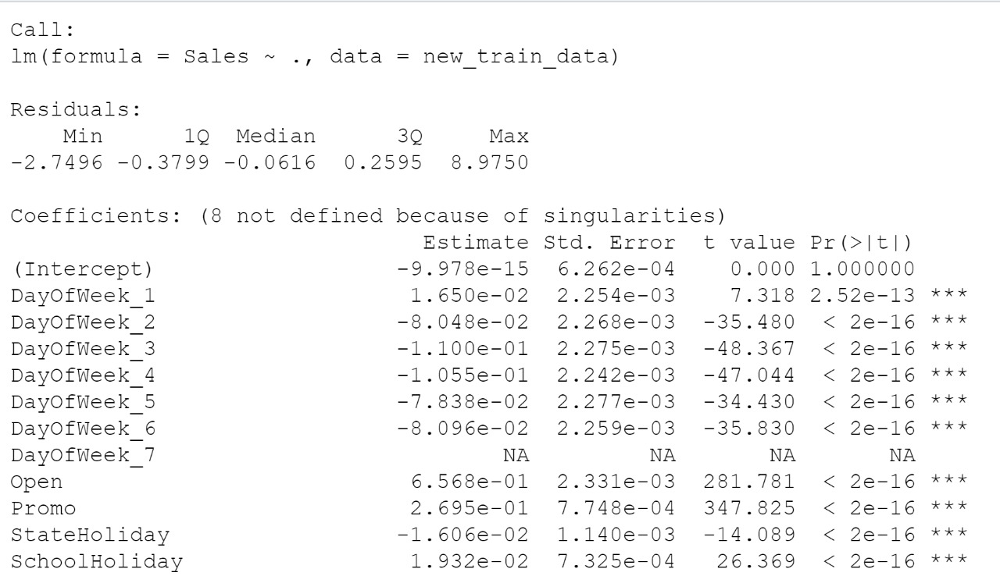 Call:
lm(formula = Sales ~ ., data = new_train_data)
Residuals:
Min 1Q Median 3Q Max
-2.7496 -0.3799 -0.0616 0.2595 8.9750
Coefficients: (8 not defined because of singularities)
Estimate Std. Error t value Pr(>|t|)
(Intercept) -9.978e-15 6.262e-04 0.000 1.000000
DayOfWeek_1 1.650e-02 2.254e-03 7.318 2.52e-13 ***
DayOfWeek_2 -8.048e-02 2.268e-03 -35.480 < 2e-16 ***
DayOfWeek_3 -1.100e-01 2.275e-03 -48.367 < 2e-16 ***
DayOfWeek_4 -1.055e-01 2.242e-03 -47.044 < 2e-16 ***
DayOfWeek_5 -7.838e-02 2.277e-03 -34.430 < 2e-16 ***
DayOfWeek_6 -8.096e-02 2.259e-03 -35.830 < 2e-16 ***
DayOfWeek_7 NA NA NA NA
Open 6.568e-01 2.331e-03 281.781 < 2e-16 ***
Promo 2.695e-01 7.748e-04 347.825 < 2e-16 ***
StateHoliday -1.606e-02 1.140e-03 -14.089 < 2e-16 ***
SchoolHoliday 1.932e-02 7.325e-04 26.369 < 2e-16 ***